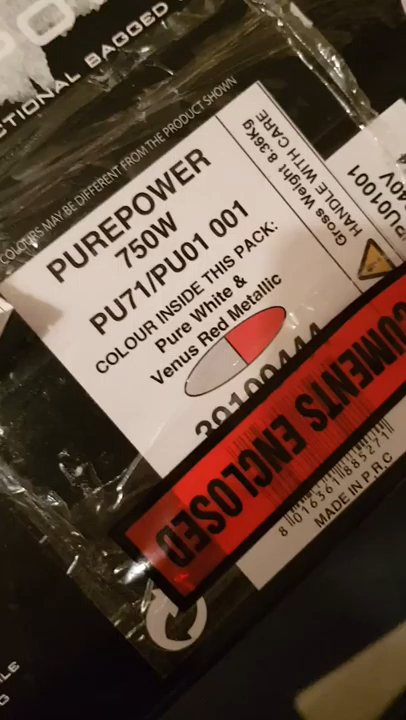 CTIONAL BAGGED
COLOURS MAY BE DIFFERENT FROM THE PRODUCT SHOWN
PUREPOWER
750W
PU71/PU01 001
COLOUR INSIDE THIS PACK:
Pure White &
Venus Red Metallic
Gross Weight 8.36Kg
HANDLE WITH CARE
PU01001
40V
CUMENTS ENCLOSED
8 016361 885271
MADE IN P.R.C